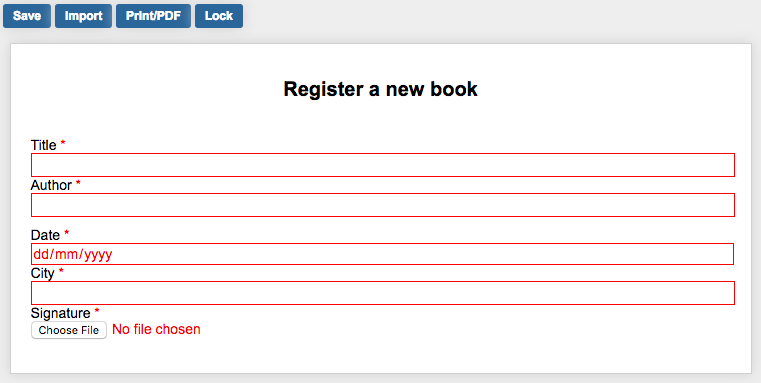 Save Import Print/PDF Lock
Register a new book
Title *
Author *
Date *
dd/mm/yyyy
City *
Signature *
Choose File No file chosen